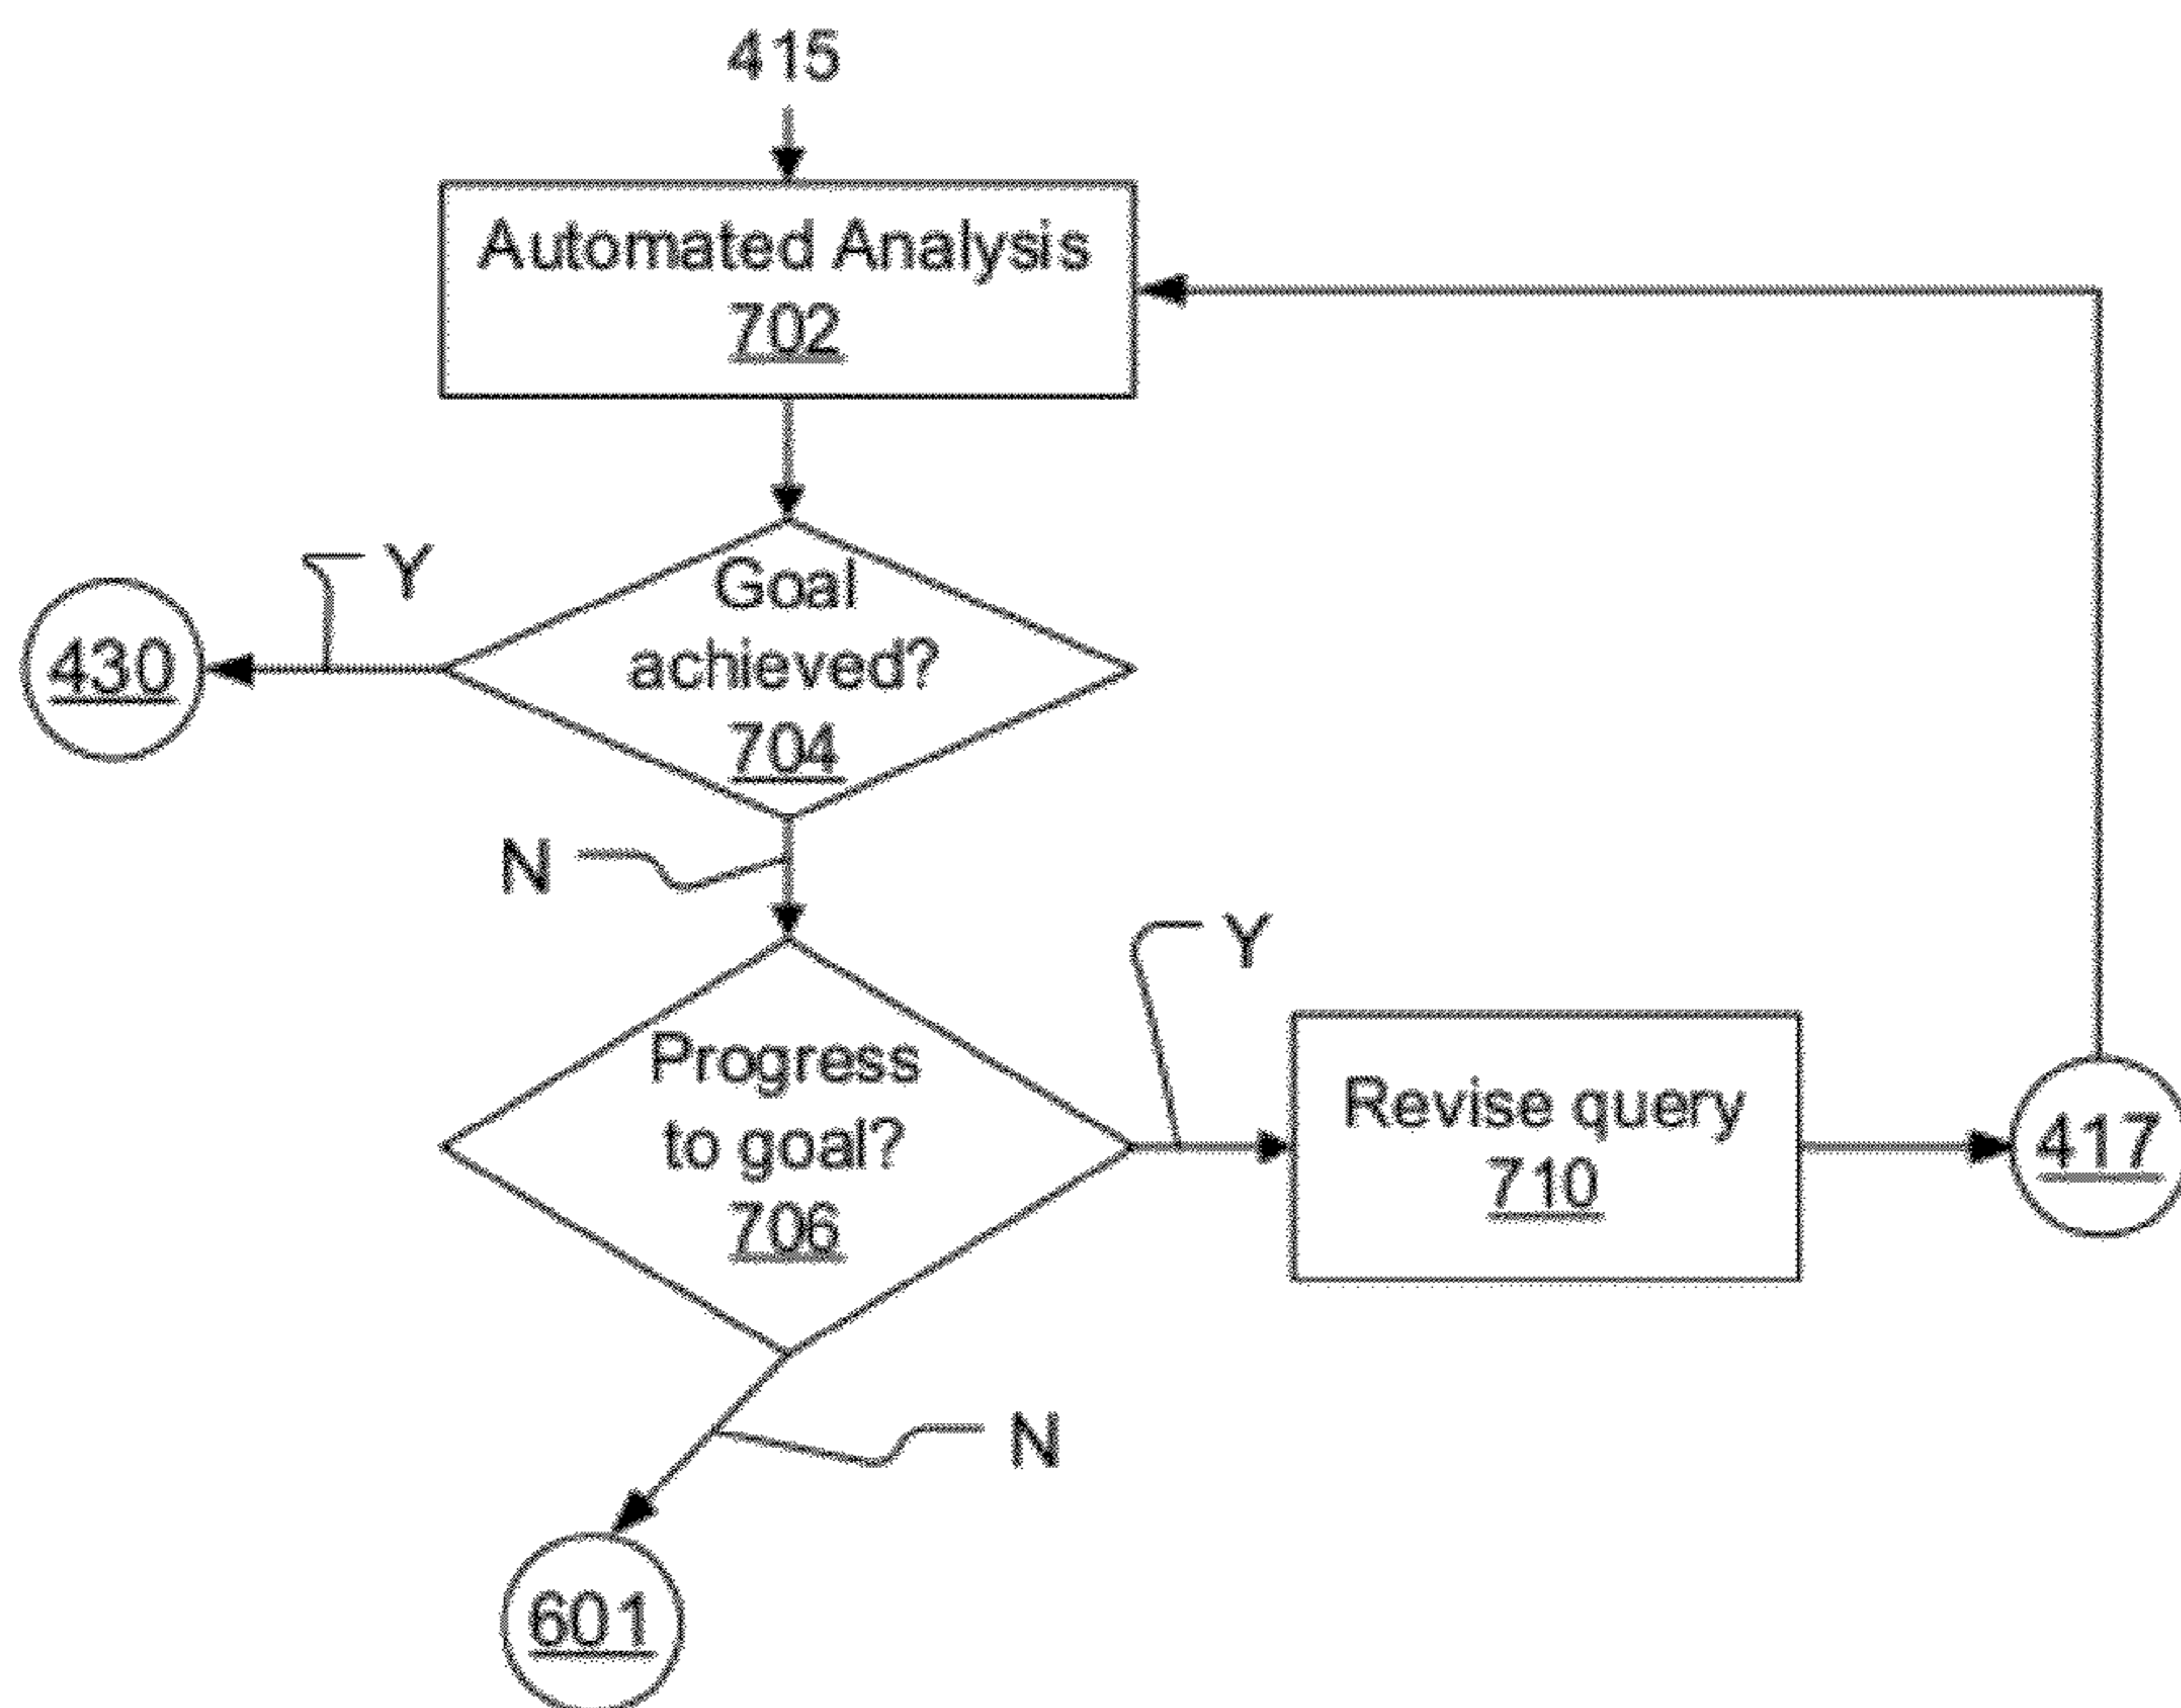 415
Automated Analysis
702
Y
Goal
achieved?
704
430
N
Y
Progress
to goal?
706
Revise query
710
417
N
601